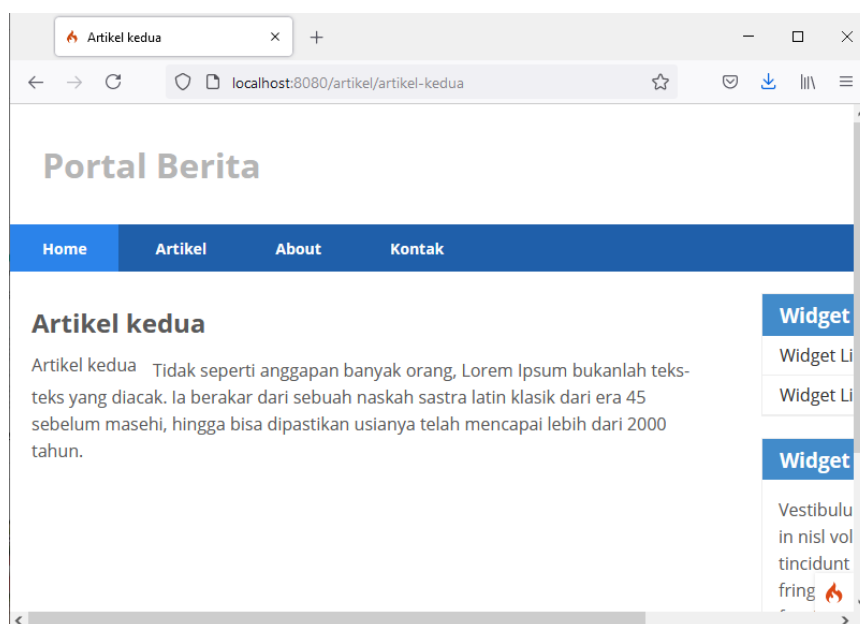 Artikel kedua
localhost:8080/artikel/artikel-kedua
Portal Berita
Home Artikel About Kontak
Artikel kedua
Artikel kedua Tidak seperti anggapan banyak orang, Lorem Ipsum bukanlah teks-
teks yang diacak. Ia berakar dari sebuah naskah sastra latin klasik dari era 45
sebelum masehi, hingga bisa dipastikan usianya telah mencapai lebih dari 2000
tahun.
Widget
Widget Li
Widget Li
Widget
Vestibulu
in nisl vol
tincidunt
fring